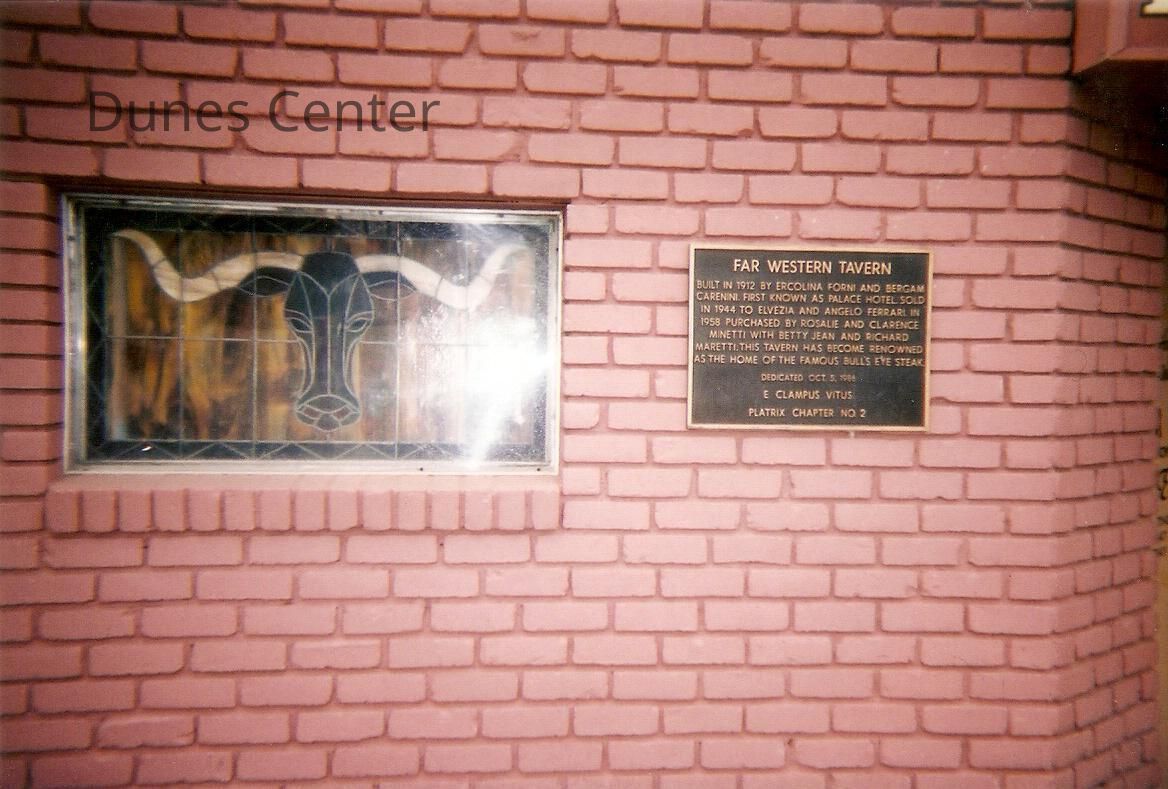 Dunes Center
FAR WESTERN TAVERN
BUILT IN 1912 BY ERCOLINA FORNI AND BERGAM
CARENINI. FIRST KNOWN AS PALACE HOTEL. SOLD
IN 1944 TO ELVEZIA AND ANGELO FERRARI. IN
1958 PURCHASED BY ROSALIE AND CLARENCE
MINETTI WITH BETTY JEAN AND RICHARD
MARETTI. THIS TAVERN HAS BECOME RENOWNED
AS THE HOME OF THE FAMOUS BULL'S EYE STEAK.
DEDICATED OCT. 5, 1986
E CLAMPUS VITUS
PLATRIX CHAPTER NO. 2